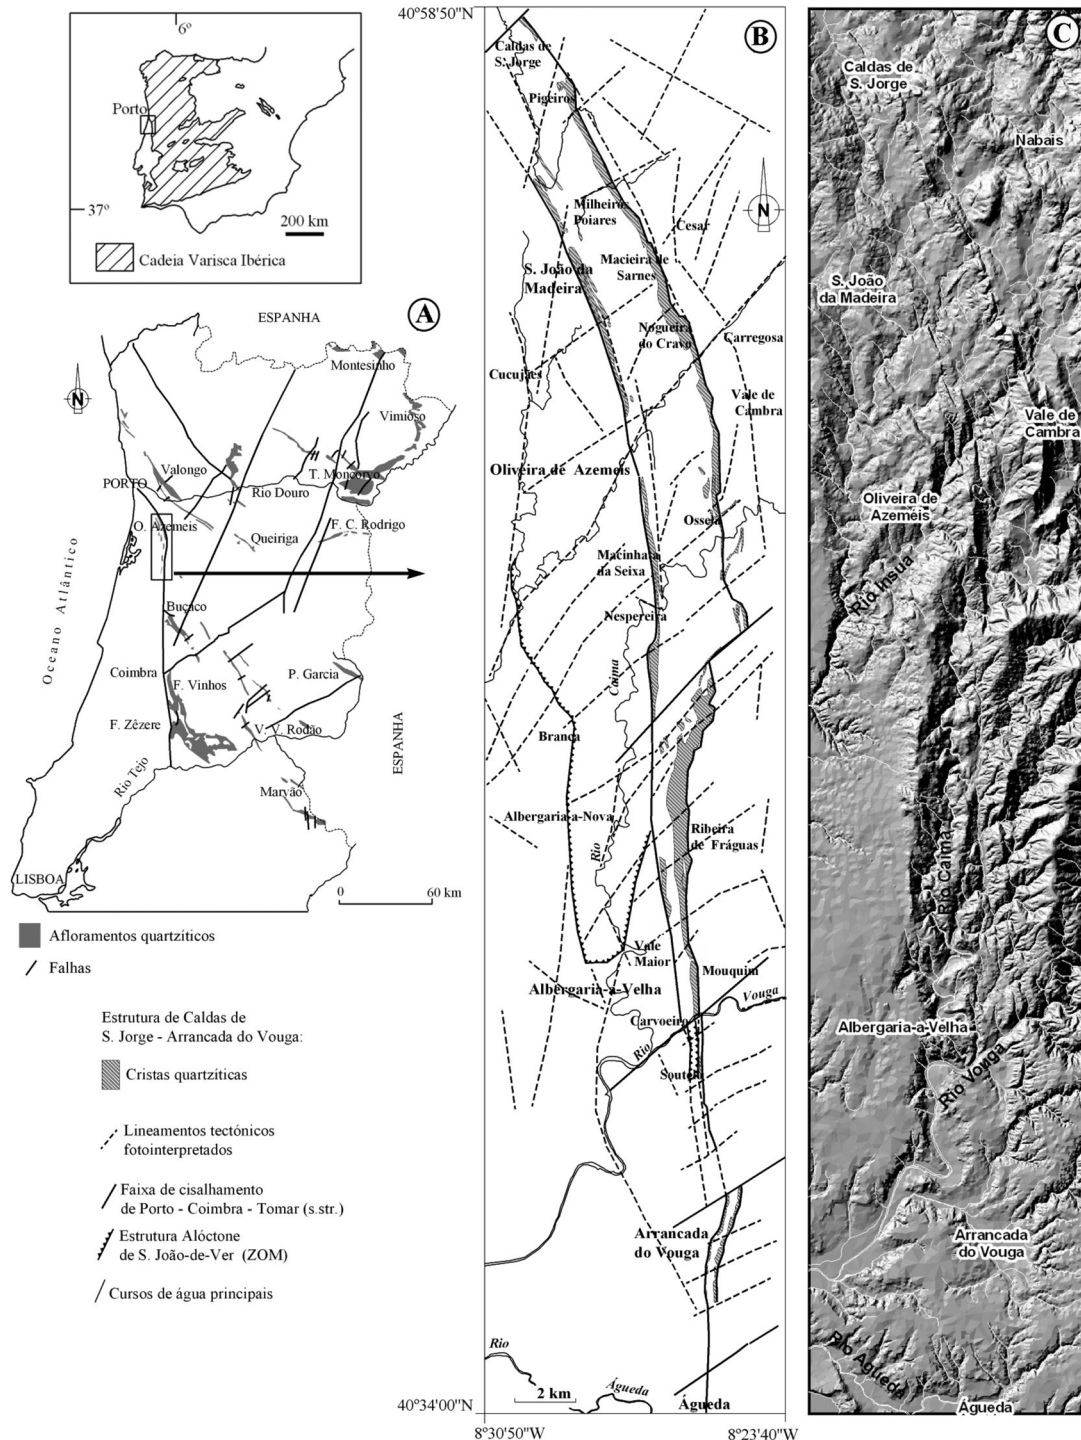 6º
Porto
37º
200 km
Cadeia Varisca Ibérica
A
ESPANHA
N
Montesinho
Vimioso
Valongo
PORTO
T. Moncorvo
Rio Douro
O. Azemeis
F. C. Rodrigo
Queiriga
Oceano Atlântico
Buçaco
Coimbra
P. Garcia
F. Vinhos
F. Zêzere
V. V. Rodão
ESPANHA
Rio Tejo
Marvão
LISBOA
0
60 km
Afloramentos quartzíticos
Falhas
Estrutura de Caldas de
S. Jorge - Arrancada do Vouga:
Cristas quartzíticas
Lineamentos tectónicos
fotointerpretados
Faixa de cisalhamento
de Porto - Coimbra - Tomar (s.str.)
Estrutura Alóctone
de S. João-de-Ver (ZOM)
Cursos de água principais
40º58'50"N
B
Caldas de
S. Jorge
Pigeiros
N
Milheirós
Poiares
Cesar
Macieira de
Sarnes
S. João da
Madeira
Nogueira
do Cravo
Carregosa
Cucujães
Vale de
Cambra
Oliveira de Azemeis
Ossela
Macinhata
da Seixa
Nespereira
Caima
Branca
Albergaria-a-Nova
Rio
Ribeira
de Fráguas
Vale
Maior
Mouquim
Albergaria-a-Velha
Vouga
Carvoeiro
Rio
Soutelo
Arrancada
do Vouga
Rio
2 km
Águeda
Águeda
40º34'00"N
8º30'50"W
8º23'40"W
C
Caldas de
S. Jorge
Nabais
S. João
da Madeira
Vale de
Cambra
Oliveira de
Azeméis
Rio Insua
Rio Caima
Albergaria-a-Velha
Rio Vouga
Arrancada
do Vouga
Rio Agueda
Águeda